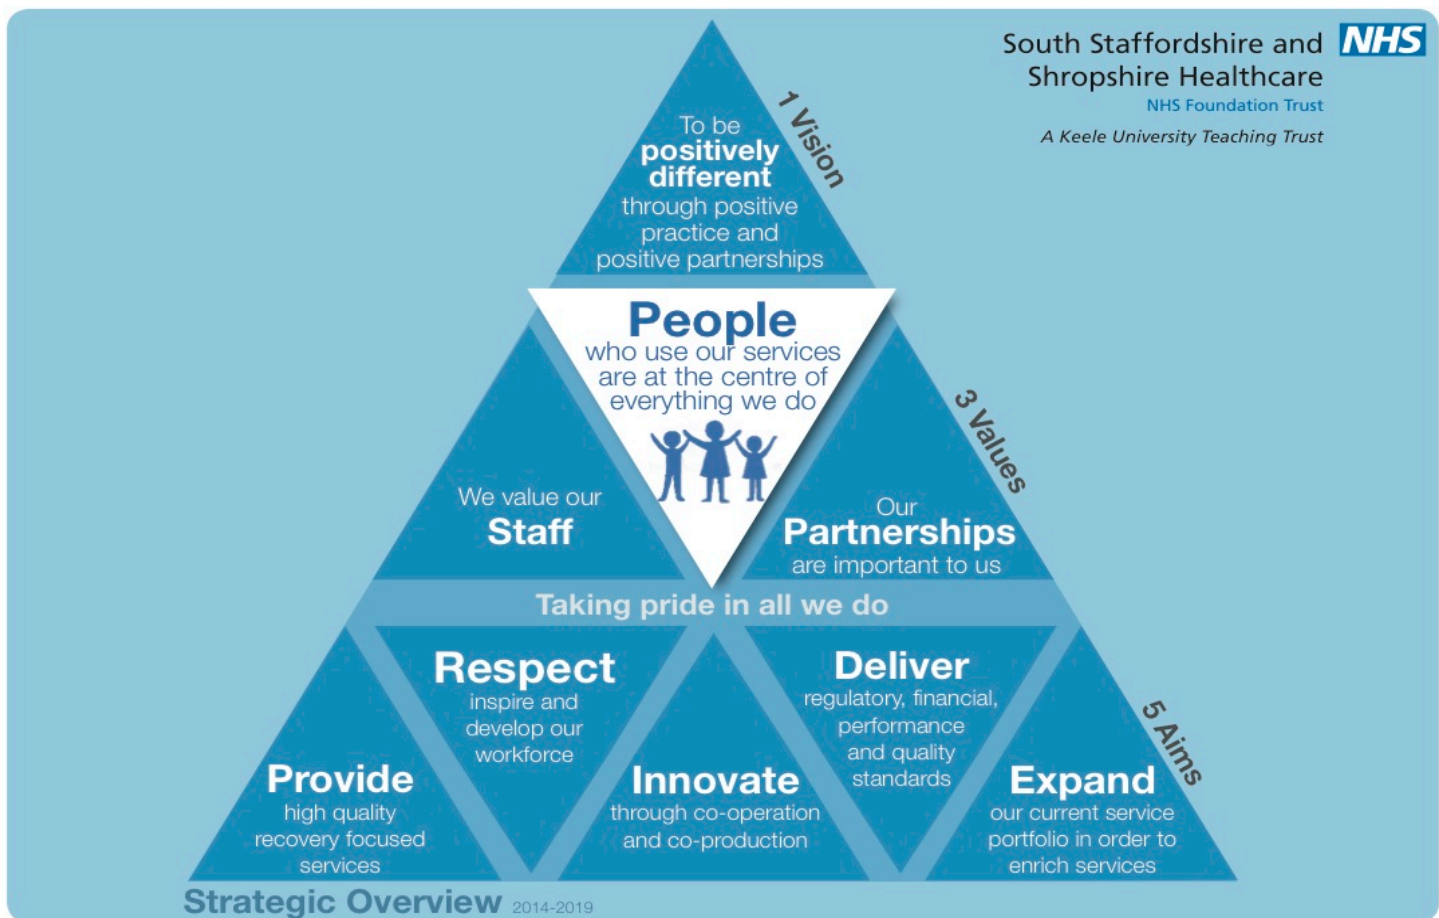 South Staffordshire and
Shropshire Healthcare
NHS Foundation Trust
A Keele University Teaching Trust
NHS
1 Vision
To be
positively
different
through positive
practice and
positive partnerships
People
who use our services
are at the centre of
everything we do
3 Values
We value our
Staff
Our
Partnerships
are important to us
Taking pride in all we do
5 Aims
Provide
high quality
recovery focused
services
Respect
inspire and
develop our
workforce
Innovate
through co-operation
and co-production
Deliver
regulatory, financial,
performance
and quality
standards
Expand
our current service
portfolio in order to
enrich services
Strategic Overview 2014-2019